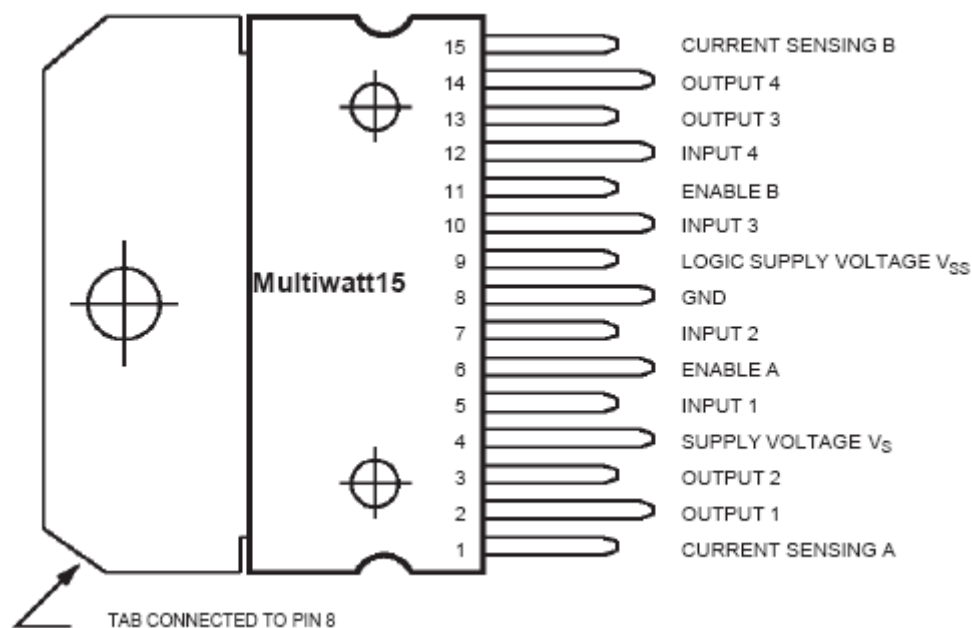 15 CURRENT SENSING B
14 OUTPUT 4
13 OUTPUT 3
12 INPUT 4
11 ENABLE B
10 INPUT 3
9 LOGIC SUPPLY VOLTAGE VSS
Multiwatt15
8 GND
7 INPUT 2
6 ENABLE A
5 INPUT 1
4 SUPPLY VOLTAGE VS
3 OUTPUT 2
2 OUTPUT 1
1 CURRENT SENSING A
TAB CONNECTED TO PIN 8